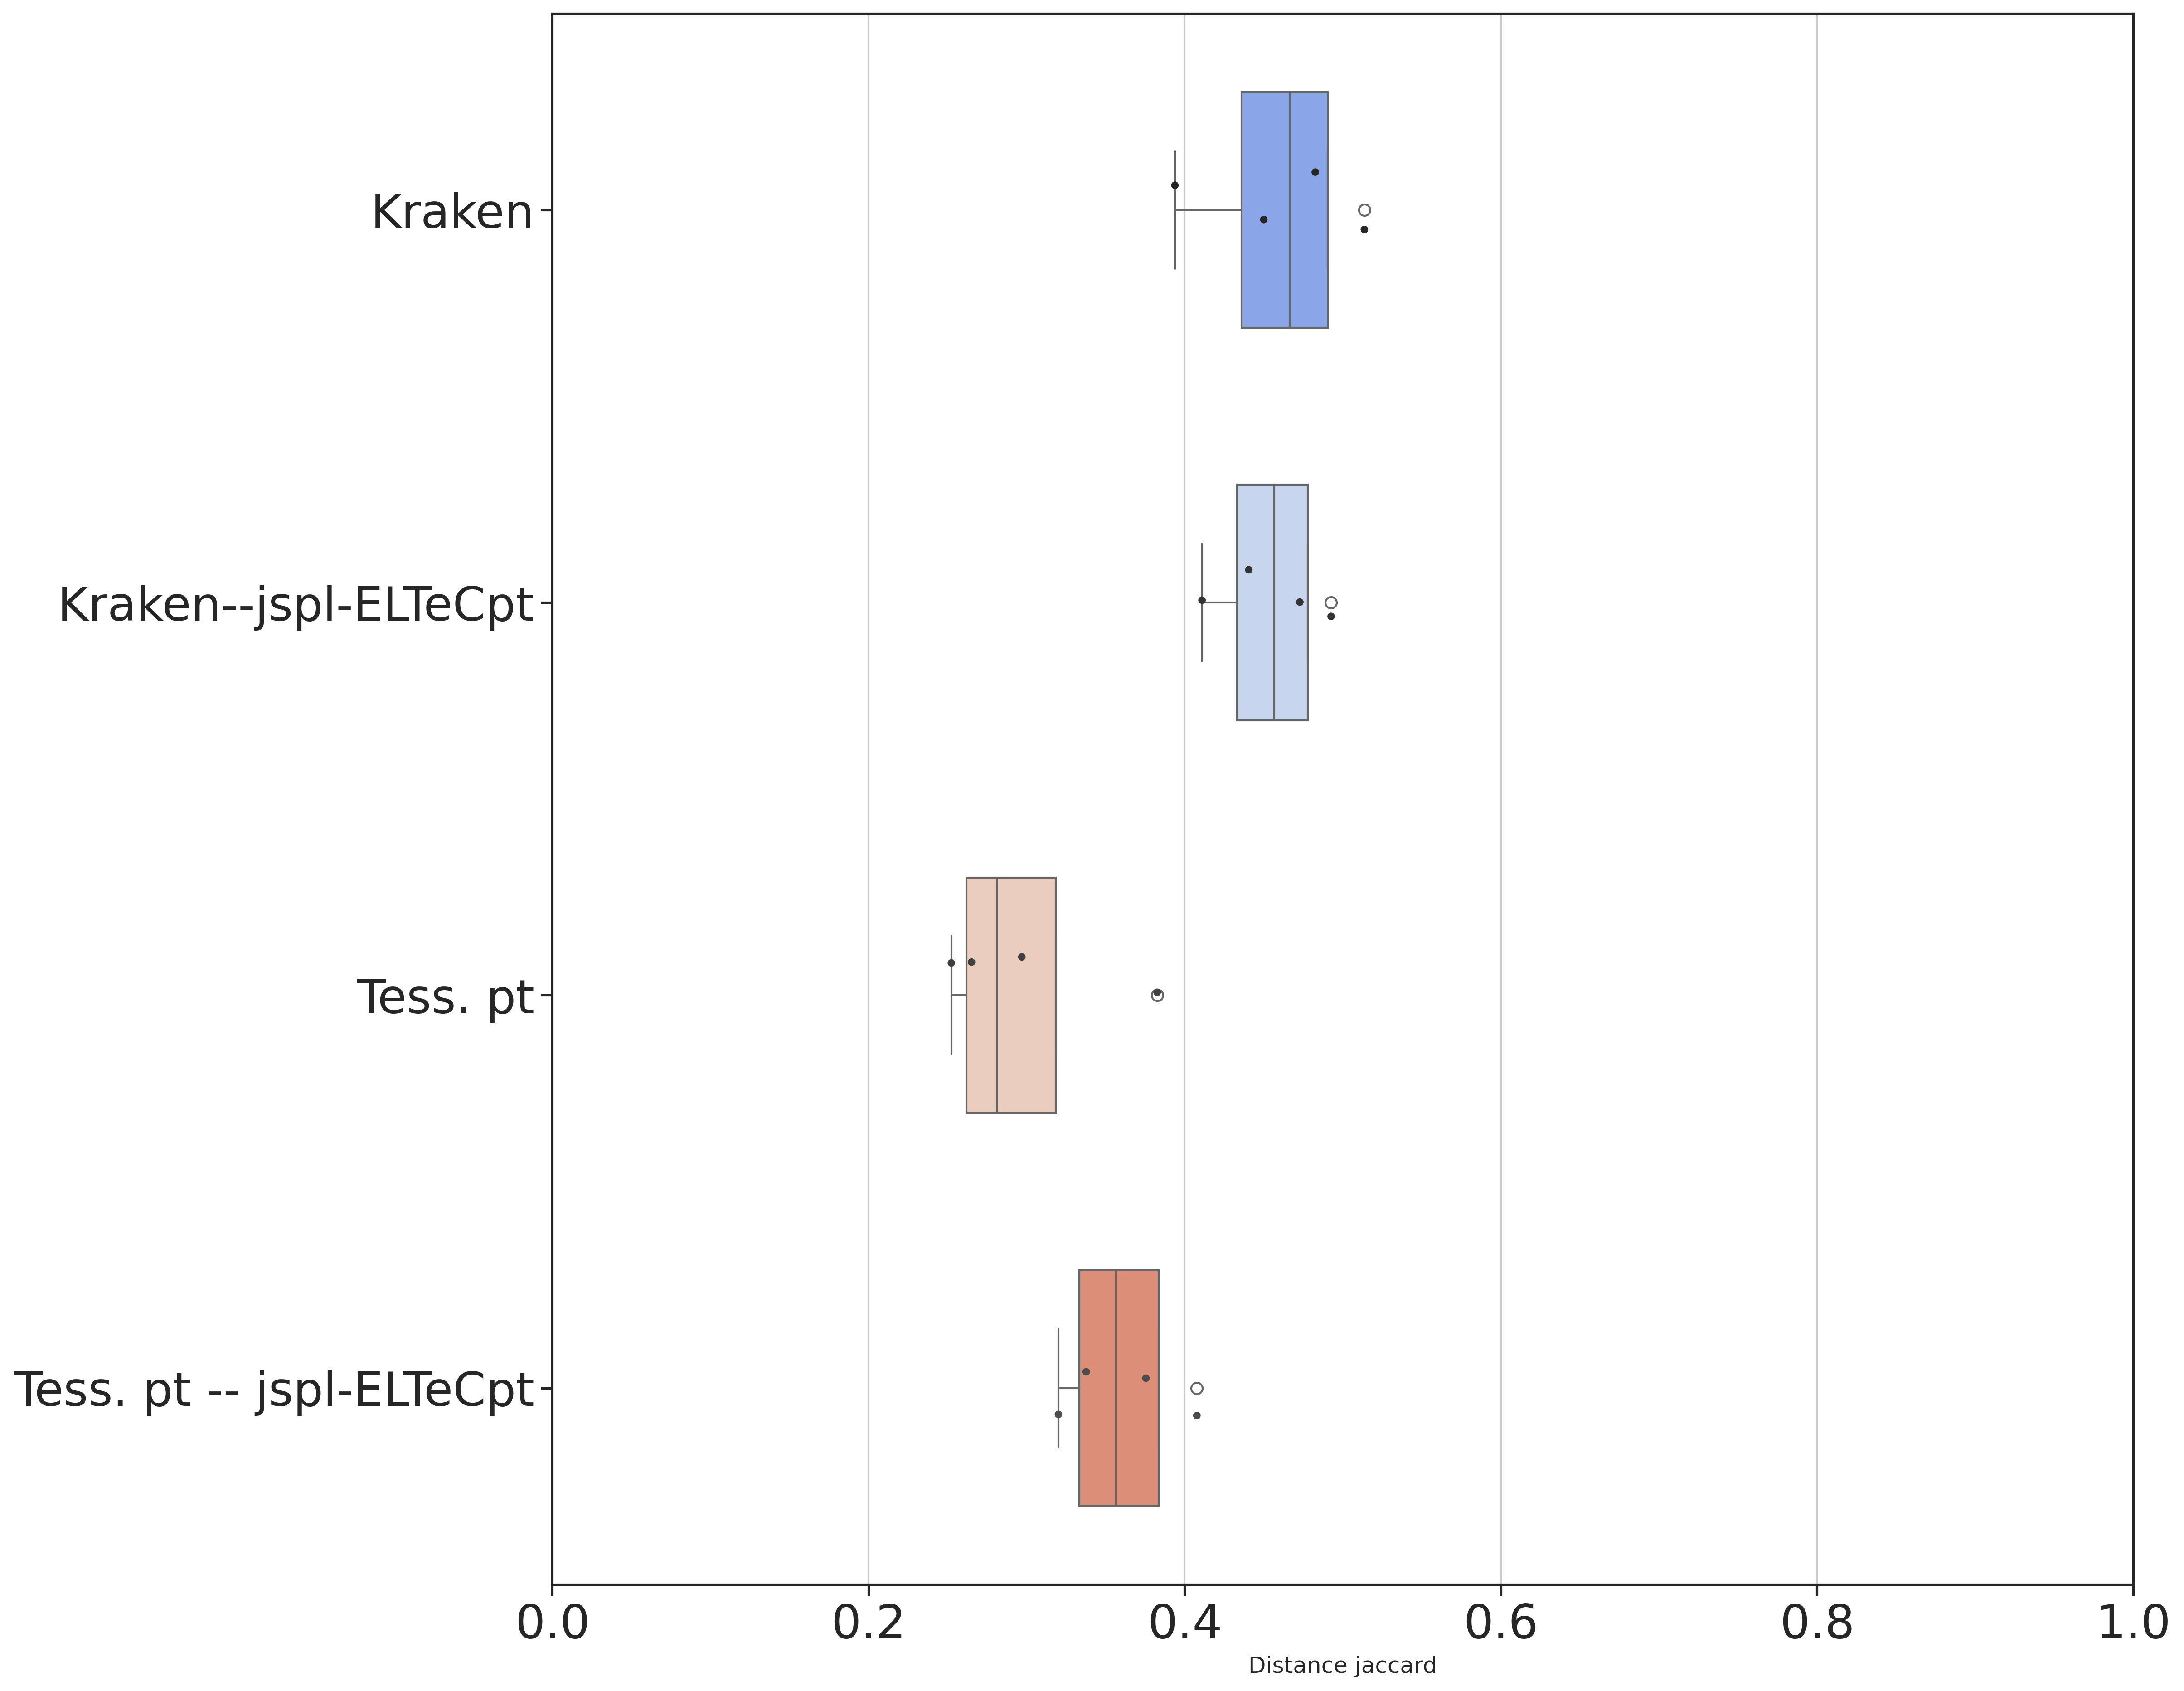 Kraken
Kraken--jspl-ELTeCpt
Tess. pt
Tess. pt -- jspl-ELTeCpt
0.0 0.2 0.4 0.6 0.8 1.0
Distance jaccard